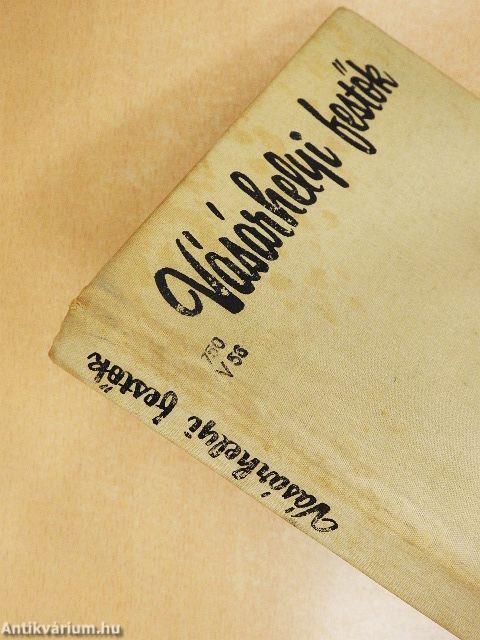 Vásárhelyi festők
750
V 56
Vásárhelyi festők
Antikvárium.hu